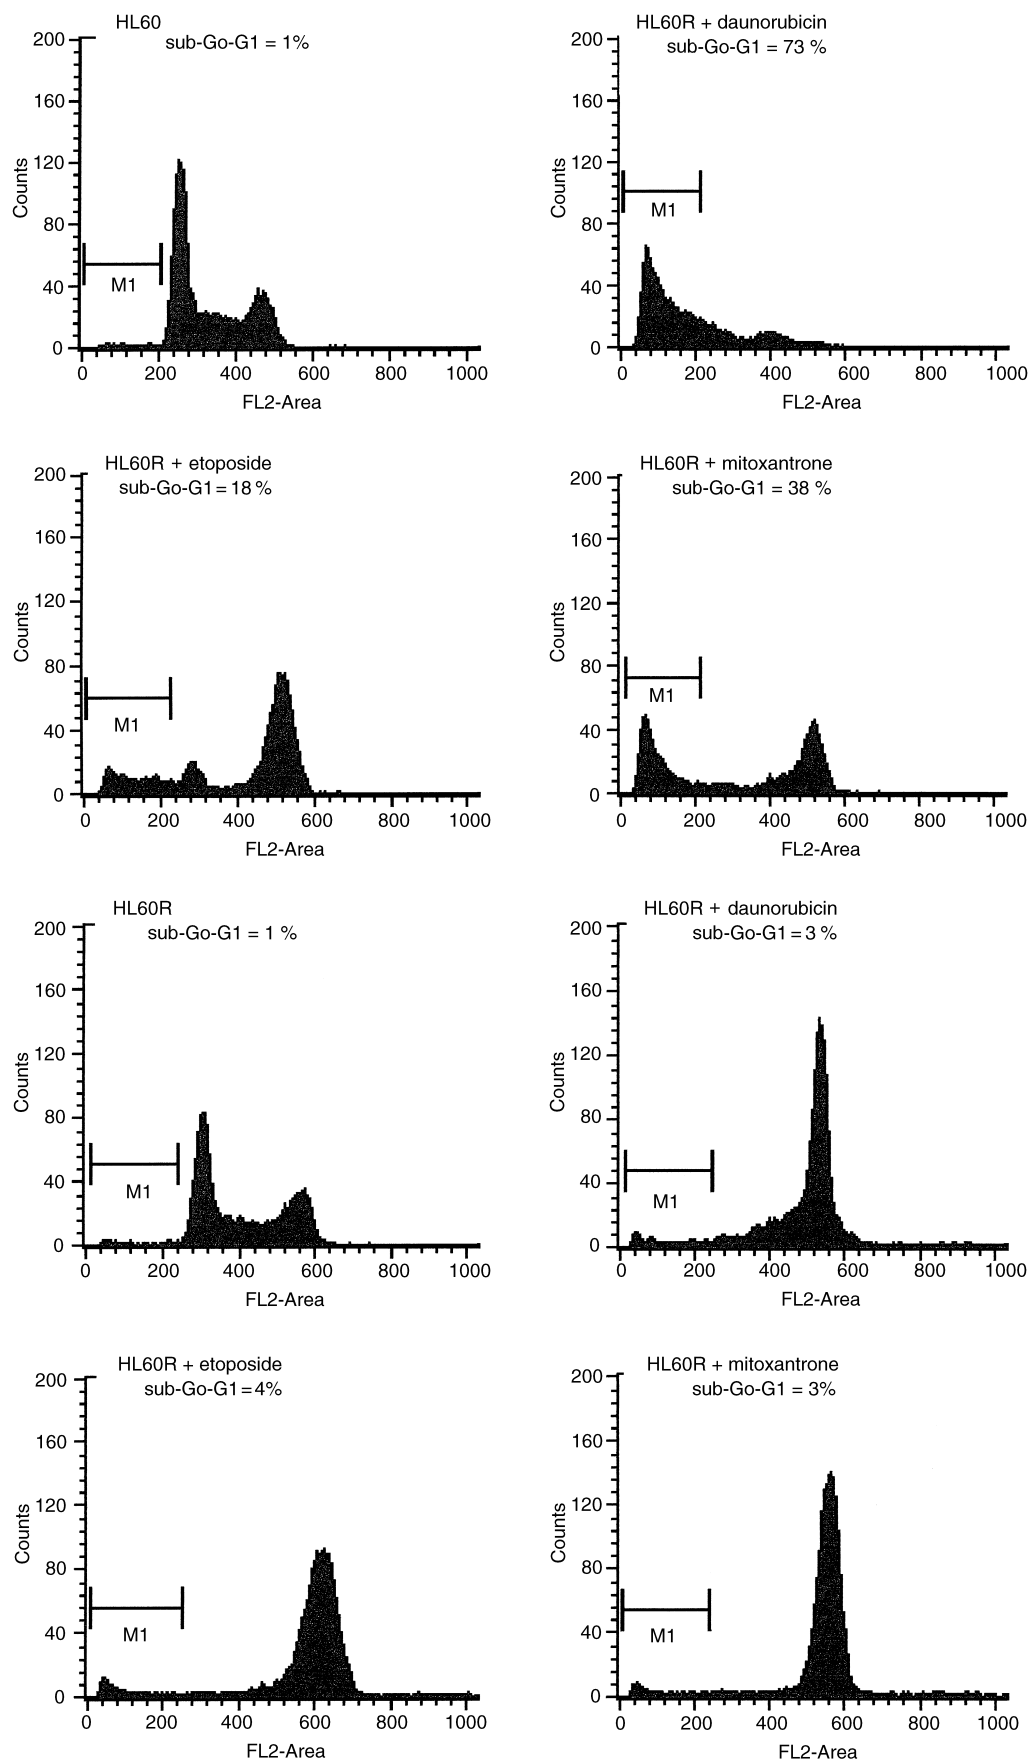 HL60
sub-Go-G1 = 1%
200
160
120
80
40
0
Counts
M1
0 200 400 600 800 1000
FL2-Area
HL60R + daunorubicin
sub-Go-G1 = 73 %
200
160
120
80
40
0
Counts
M1
0 200 400 600 800 1000
FL2-Area
HL60R + etoposide
sub-Go-G1 = 18 %
200
160
120
80
40
0
Counts
M1
0 200 400 600 800 1000
FL2-Area
HL60R + mitoxantrone
sub-Go-G1 = 38 %
200
160
120
80
40
0
Counts
M1
0 200 400 600 800 1000
FL2-Area
HL60R
sub-Go-G1 = 1 %
200
160
120
80
40
0
Counts
M1
0 200 400 600 800 1000
FL2-Area
HL60R + daunorubicin
sub-Go-G1 = 3 %
200
160
120
80
40
0
Counts
M1
0 200 400 600 800 1000
FL2-Area
HL60R + etoposide
sub-Go-G1 = 4%
200
160
120
80
40
0
Counts
M1
0 200 400 600 800 1000
FL2-Area
HL60R + mitoxantrone
sub-Go-G1 = 3%
200
160
120
80
40
0
Counts
M1
0 200 400 600 800 1000
FL2-Area